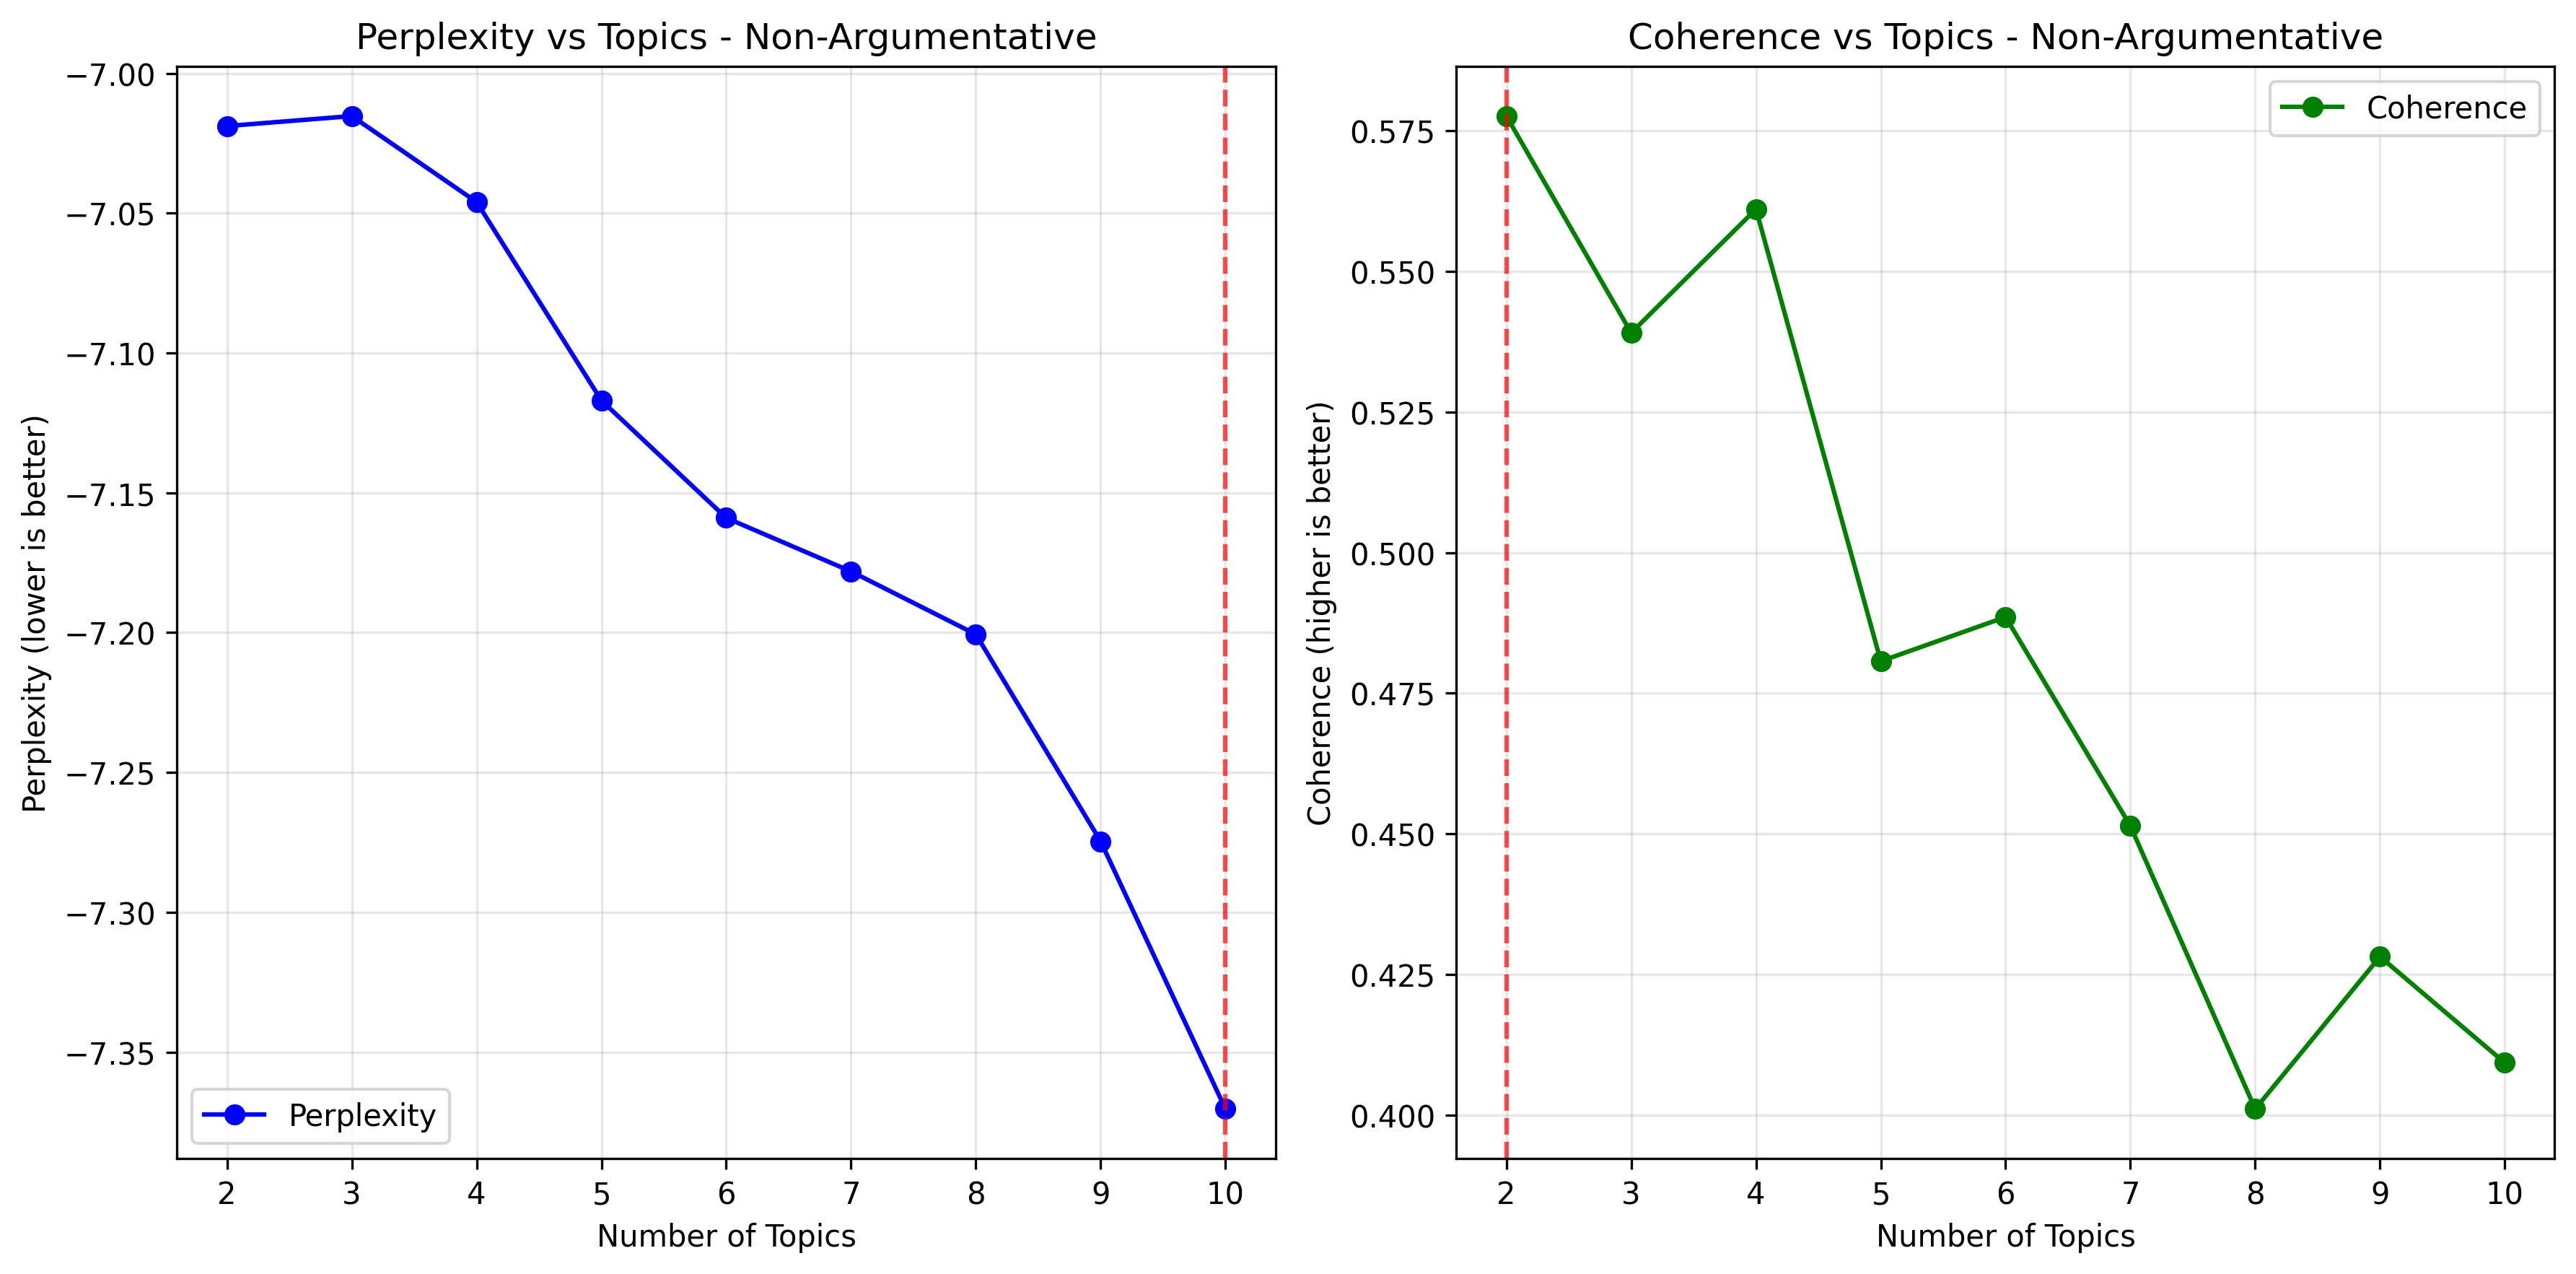 Perplexity vs Topics - Non-Argumentative
−7.00
−7.05
−7.10
−7.15
−7.20
−7.25
−7.30
−7.35
Perplexity (lower is better)
Perplexity
2 3 4 5 6 7 8 9 10
Number of Topics
Coherence vs Topics - Non-Argumentative
Coherence
0.575
0.550
0.525
0.500
0.475
0.450
0.425
0.400
Coherence (higher is better)
2 3 4 5 6 7 8 9 10
Number of Topics